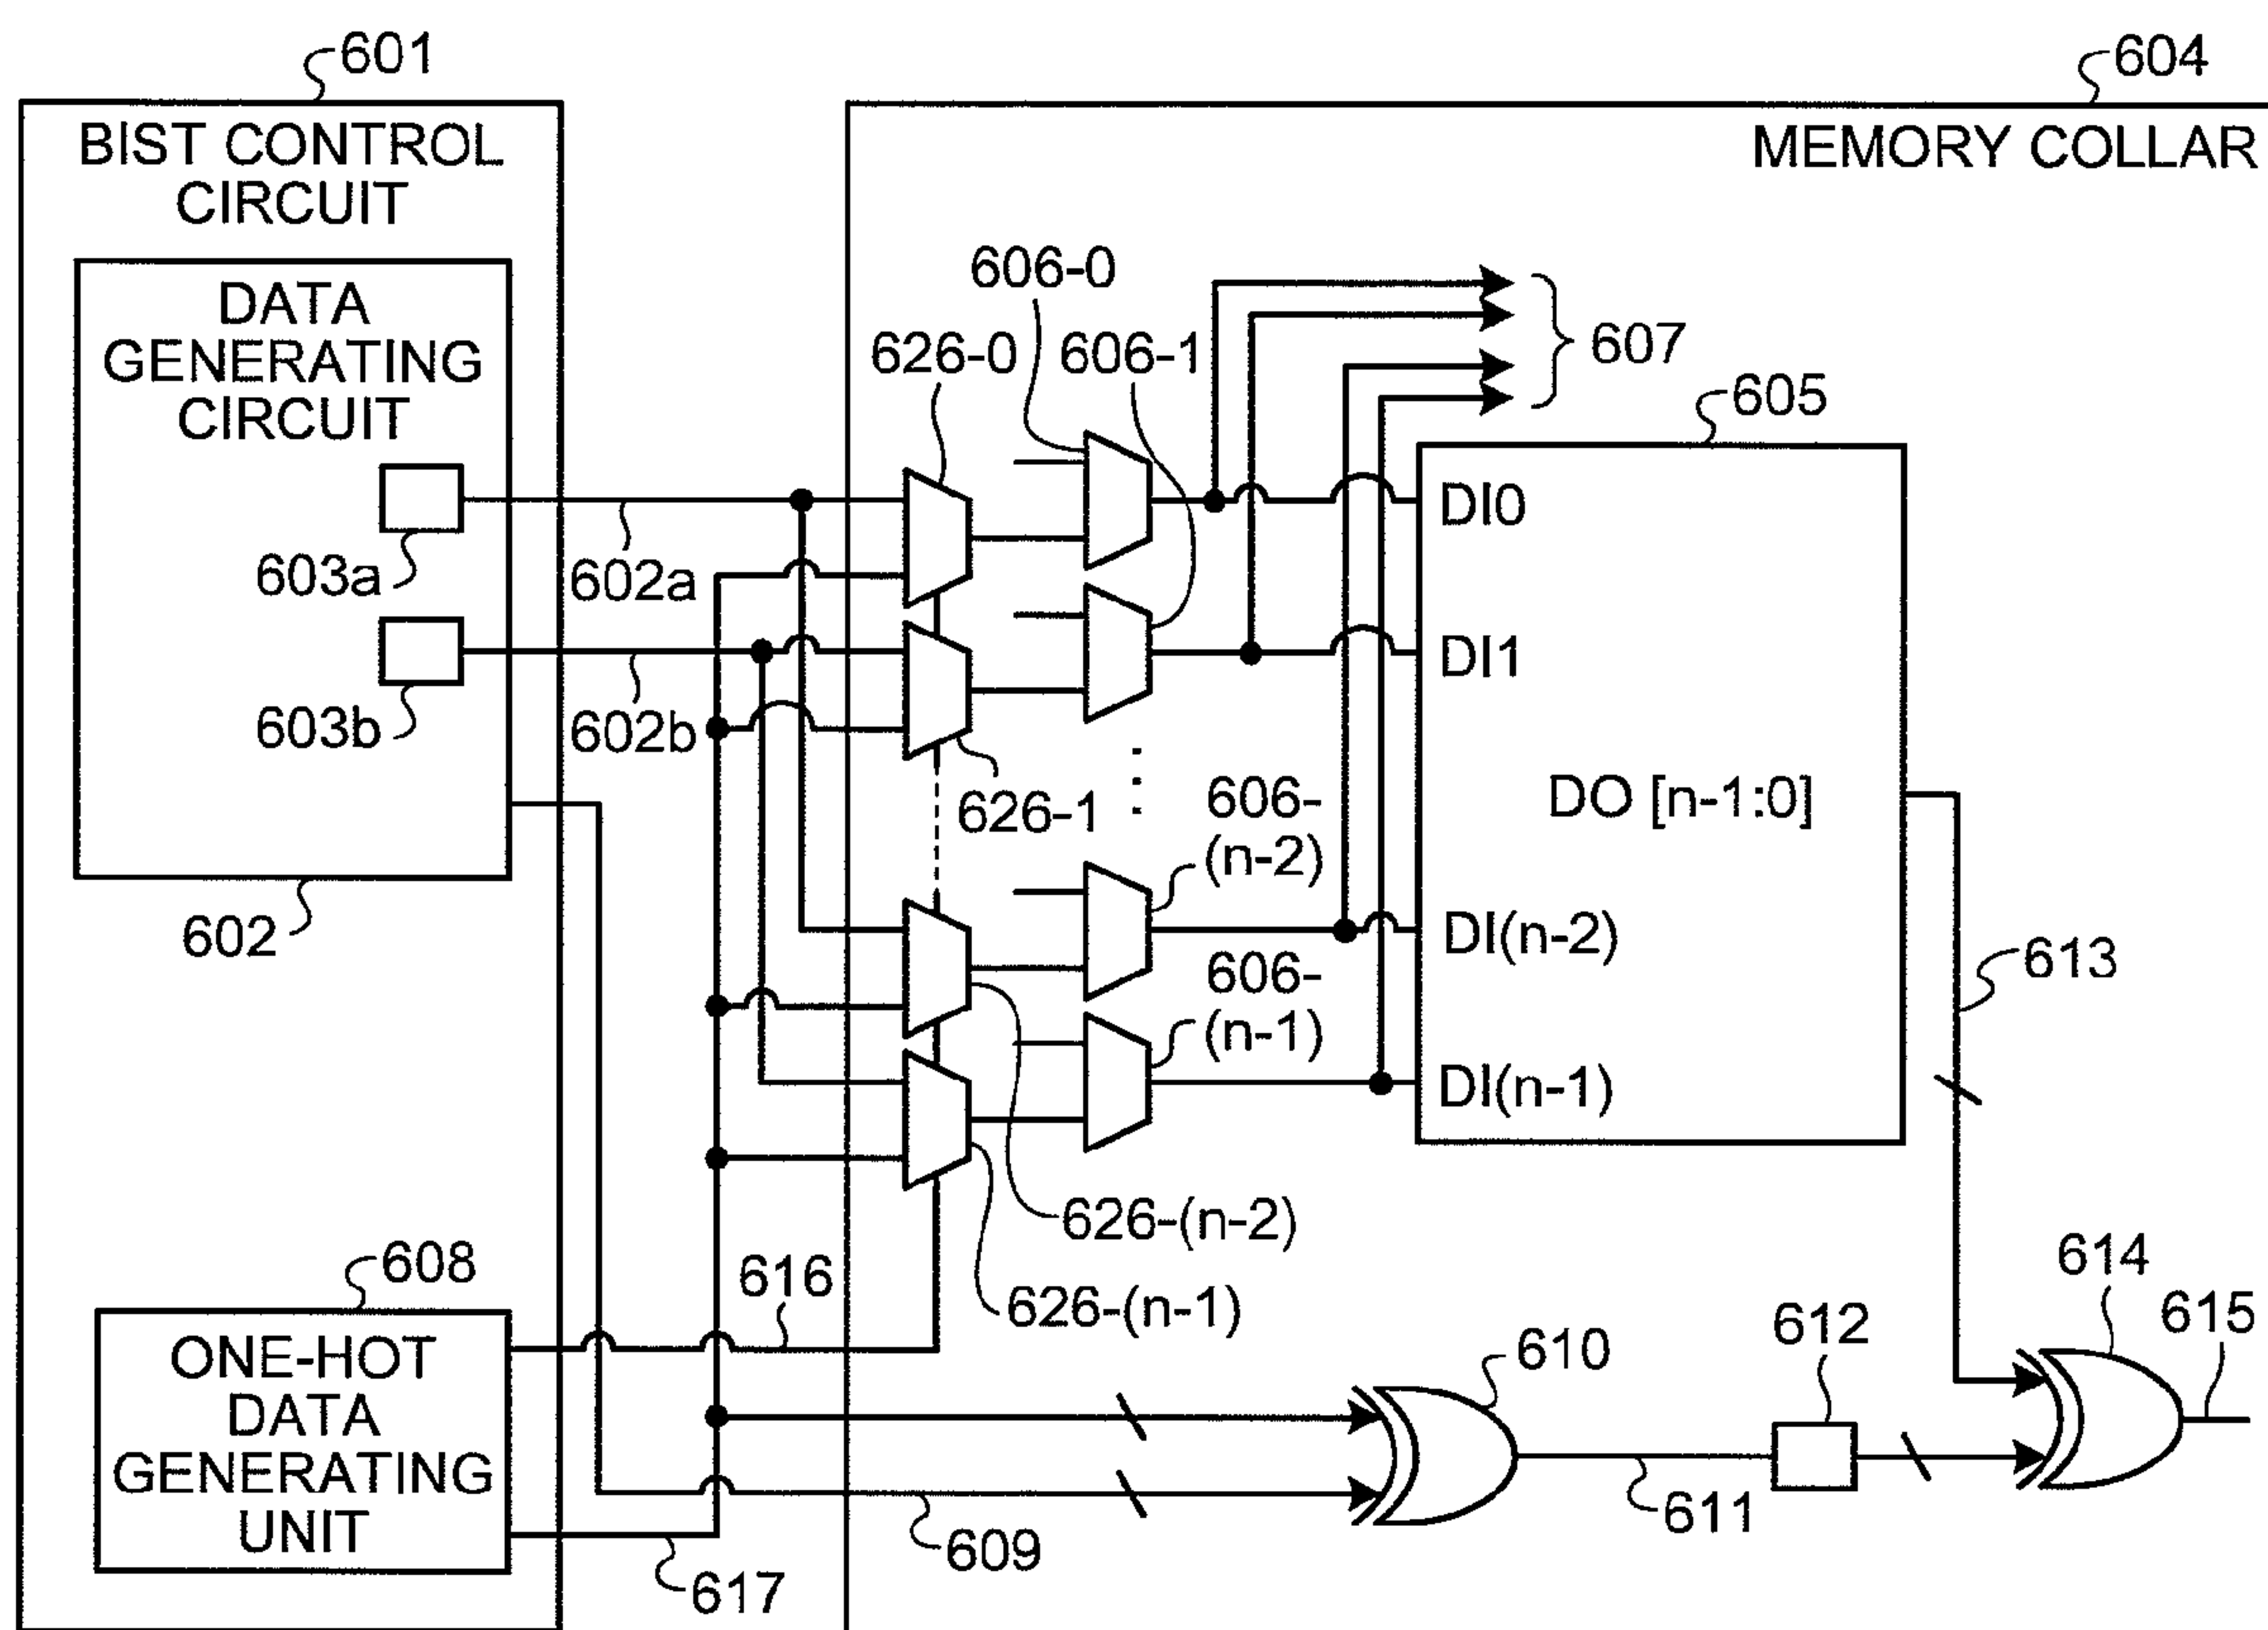 601
604
BIST CONTROL
CIRCUIT
MEMORY COLLAR
DATA
GENERATING
CIRCUIT
606-0
626-0
606-1
607
605
603a
602a
DI0
603b
602b
DI1
626-1
606-
(n-2)
DO [n-1:0]
602
DI(n-2)
606-
(n-1)
613
DI(n-1)
626-(n-2)
608
616
626-(n-1)
614
615
612
610
ONE-HOT
DATA
GENERATING
UNIT
611
609
617